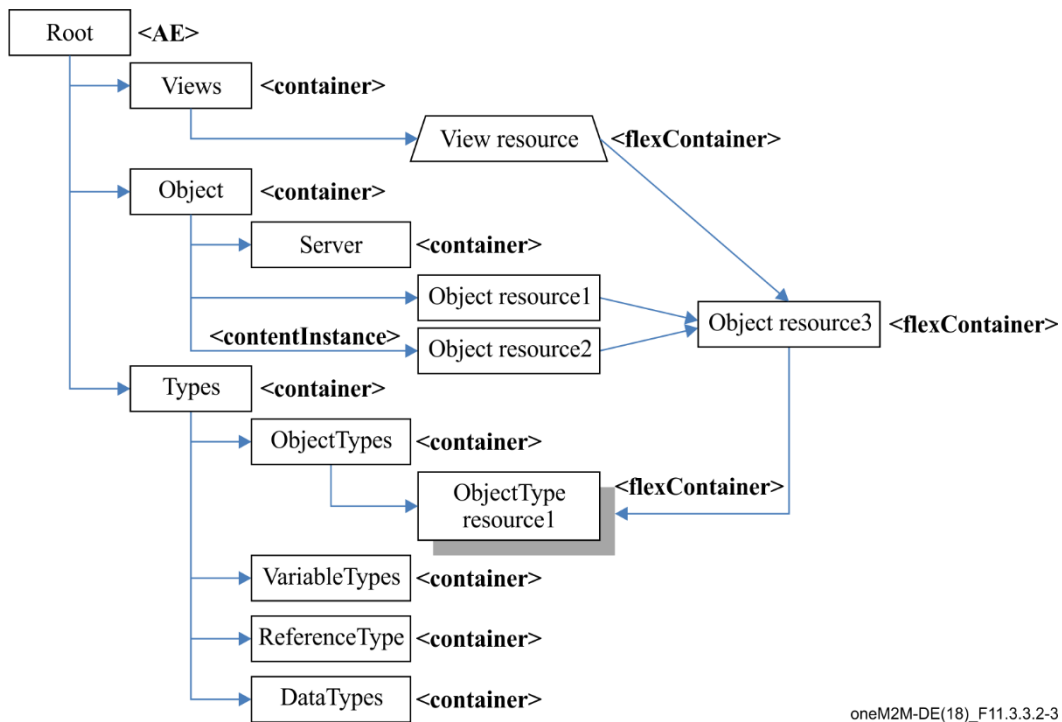 Root <AE>
Views <container>
View resource <flexContainer>
Object <container>
Server <container>
Object resource1
Object resource3 <flexContainer>
<contentInstance> Object resource2
Types <container>
ObjectTypes <container>
<flexContainer>
ObjectType
resource1
VariableTypes <container>
ReferenceType <container>
DataTypes <container>
oneM2M-DE(18)_F11.3.3.2-3